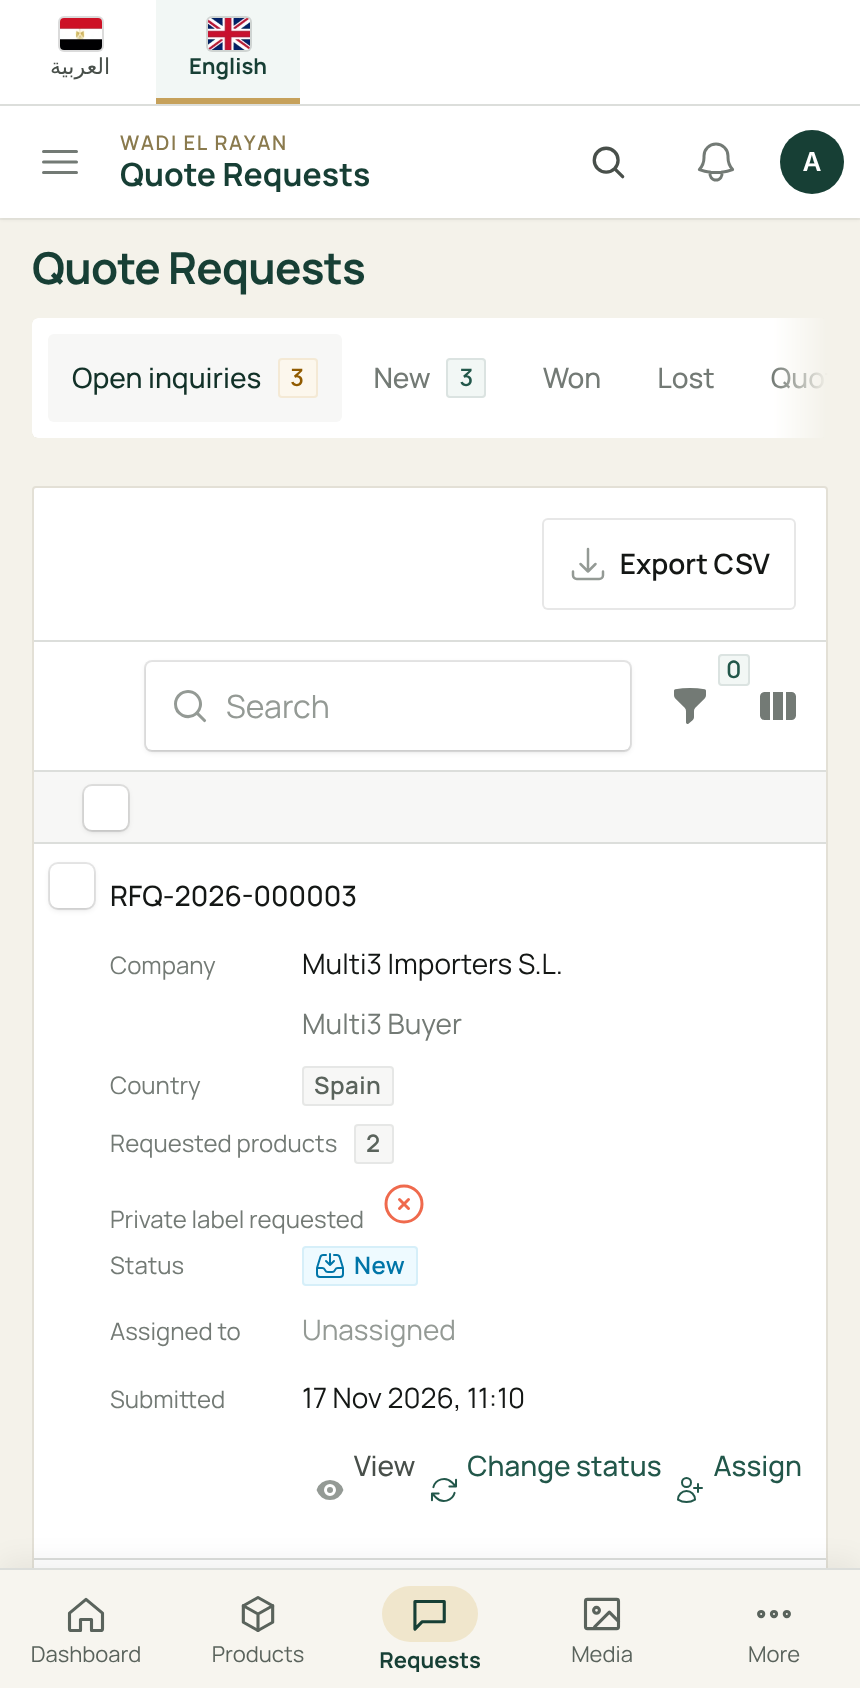 العربية
English
WADI EL RAYAN
Quote Requests
A
Quote Requests
Open inquiries 3 New 3 Won Lost Quo
Export CSV
Search
0
RFQ-2026-000003
Company Multi3 Importers S.L.
Multi3 Buyer
Country Spain
Requested products 2
Private label requested
Status New
Assigned to Unassigned
Submitted 17 Nov 2026, 11:10
View Change status Assign
Dashboard Products Requests Media More